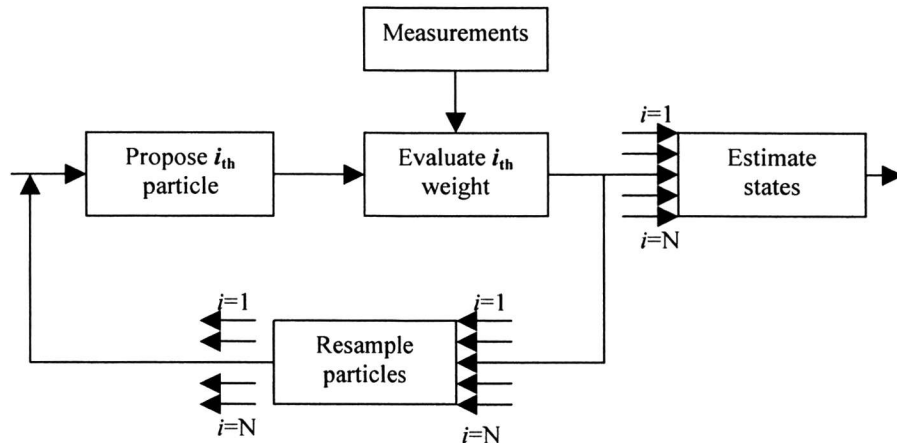 Measurements
Propose ith
particle
Evaluate ith
weight
i=1
Estimate
states
i=N
i=1
i=1
Resample
particles
i=N
i=N